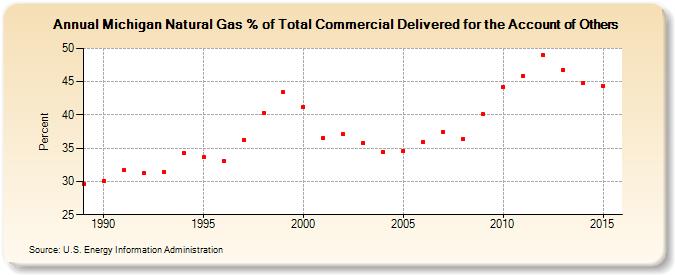 Annual Michigan Natural Gas % of Total Commercial Delivered for the Account of Others
Percent
50
45
40
35
30
25
1990 1995 2000 2005 2010 2015
Source: U.S. Energy Information Administration